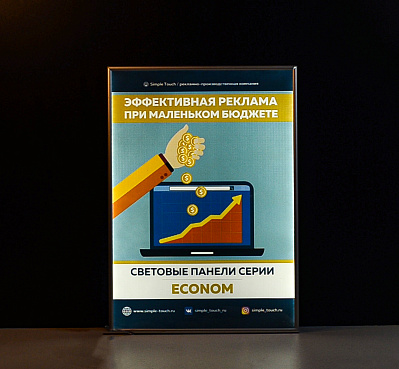 Simple Touch / рекламно-производственная компания
ЭФФЕКТИВНАЯ РЕКЛАМА
ПРИ МАЛЕНЬКОМ БЮДЖЕТЕ
СВЕТОВЫЕ ПАНЕЛИ СЕРИИ
ECONOM
www.simple-touch.ru simple_touch_ru simple_touch.ru